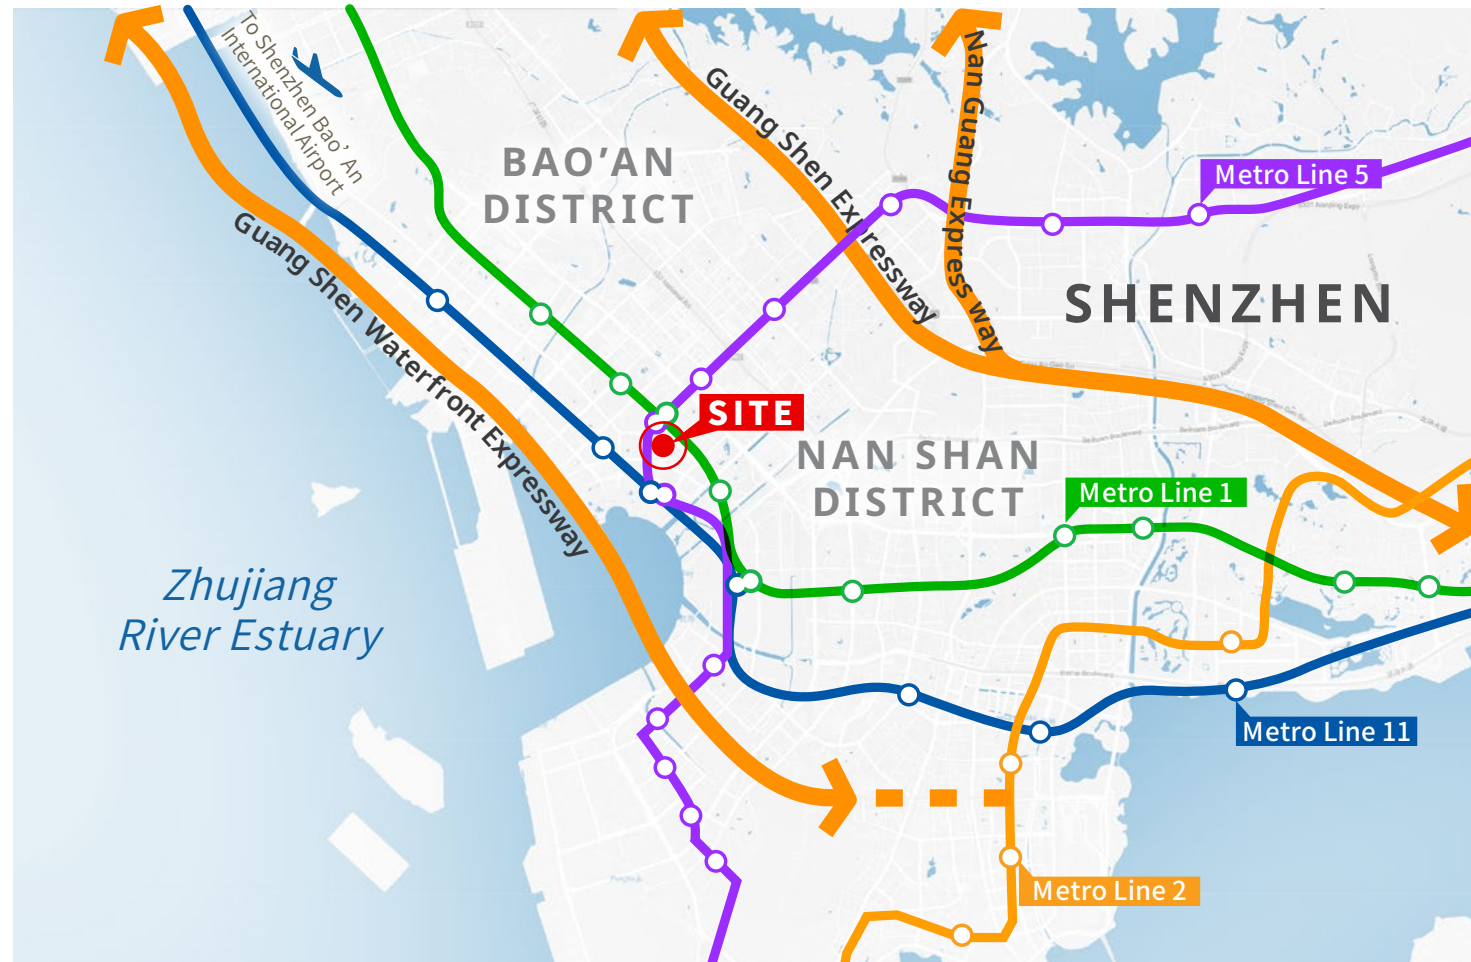 To Shenzhen Bao' An
International Airport
BAO'AN
DISTRICT
Guang Shen Expressway
Nan Guang Express way
Metro Line 5
Guang Shen Waterfront Expressway
SHENZHEN
SITE
NAN SHAN
DISTRICT
Metro Line 1
Zhujiang
River Estuary
Metro Line 11
Metro Line 2